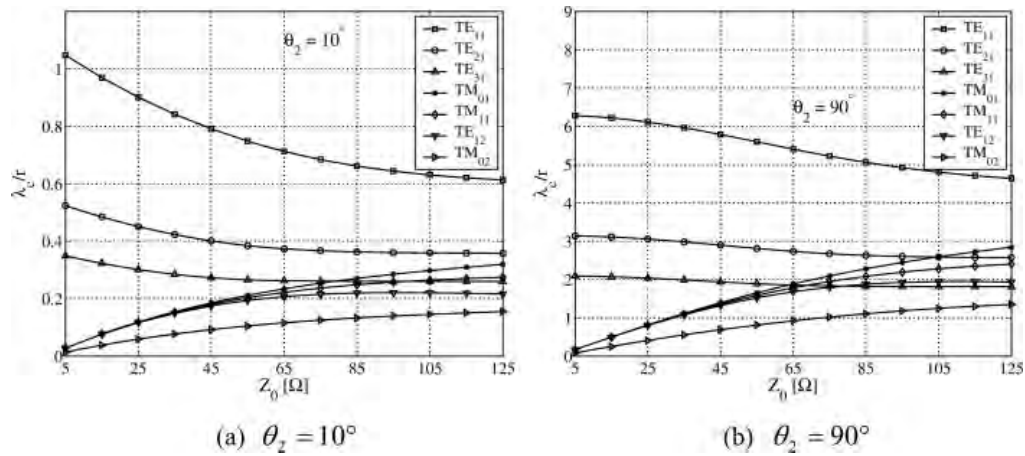 θ₂ = 10°
TE₁₁
TE₂₁
TE₃₁
TM₀₁
TM₁₁
TE₁₂
TM₀₂
1
0.8
0.6
0.4
0.2
0
λc/r
5 25 45 65 85 105 125
Z₀ [Ω]
(a) θ₂ = 10°
θ₂ = 90°
TE₁₁
TE₂₁
TE₃₁
TM₀₁
TM₁₁
TE₁₂
TM₀₂
9
8
7
6
5
4
3
2
1
0
λc/r
5 25 45 65 85 105 125
Z₀ [Ω]
(b) θ₂ = 90°